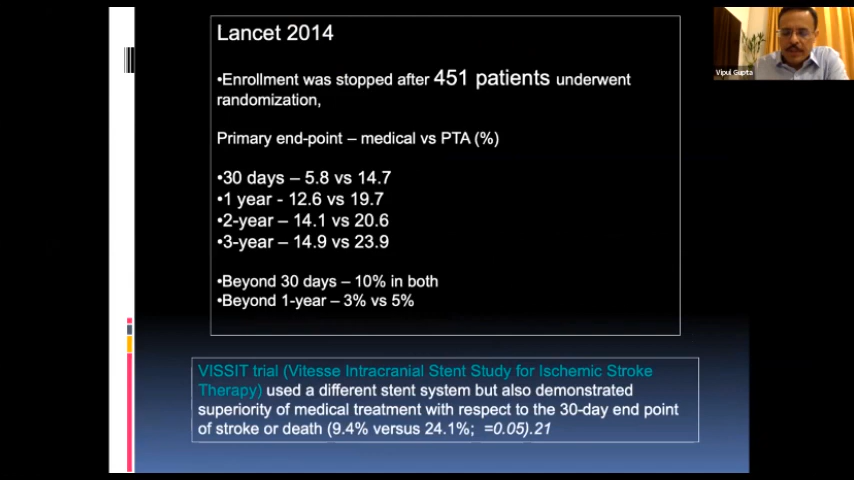 Lancet 2014
•Enrollment was stopped after 451 patients underwent
randomization,
Primary end-point – medical vs PTA (%)
•30 days – 5.8 vs 14.7
•1 year - 12.6 vs 19.7
•2-year – 14.1 vs 20.6
•3-year – 14.9 vs 23.9
•Beyond 30 days – 10% in both
•Beyond 1-year – 3% vs 5%
VISSIT trial (Vitesse Intracranial Stent Study for Ischemic Stroke
Therapy) used a different stent system but also demonstrated
superiority of medical treatment with respect to the 30-day end point
of stroke or death (9.4% versus 24.1%; =0.05).21
Vipul Gupta